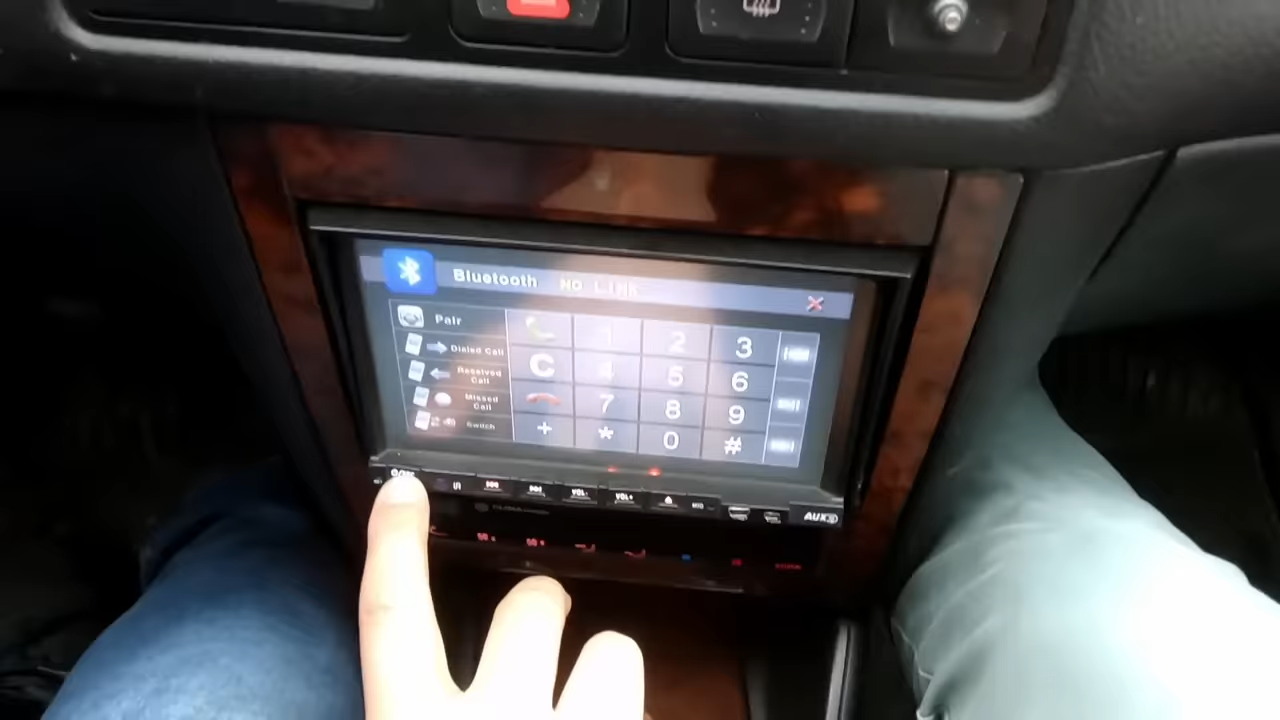 Bluetooth NO LINK
Pair
1 2 3
Dialed Call
C 4 5 6
Received
Call
7 8 9
Missed
Call
+ * 0 #
Switch
VOL- VOL+ AUX